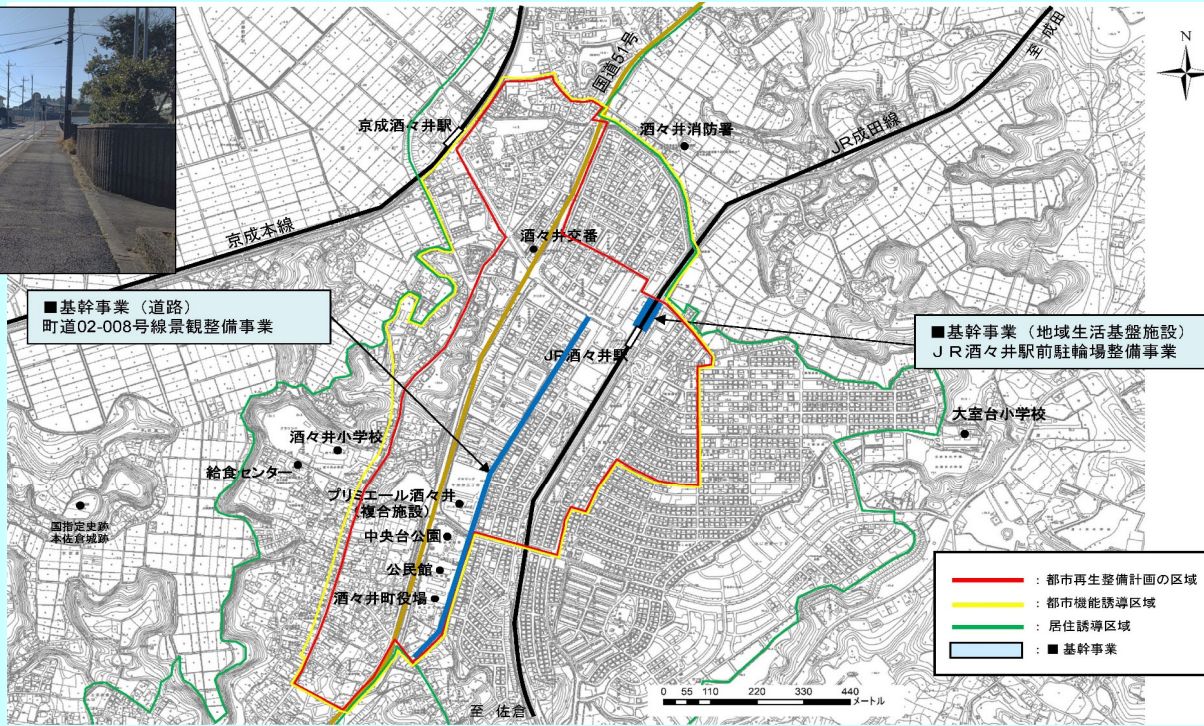 国道51号
至 成田
N
京成酒々井駅
酒々井消防署
JR成田線
京成本線
酒々井交番
■基幹事業（道路）
町道02-008号線景観整備事業
■基幹事業（地域生活基盤施設）
ＪＲ酒々井駅前駐輪場整備事業
JR酒々井駅
大室台小学校
酒々井小学校
給食センター
プリミエール酒々井
（複合施設）
国指定史跡
本佐倉城跡
中央台公園
公民館
酒々井町役場
：都市再生整備計画の区域
：都市機能誘導区域
：居住誘導区域
：■ 基幹事業
0 55 110 220 330 440
メートル
至 佐倉